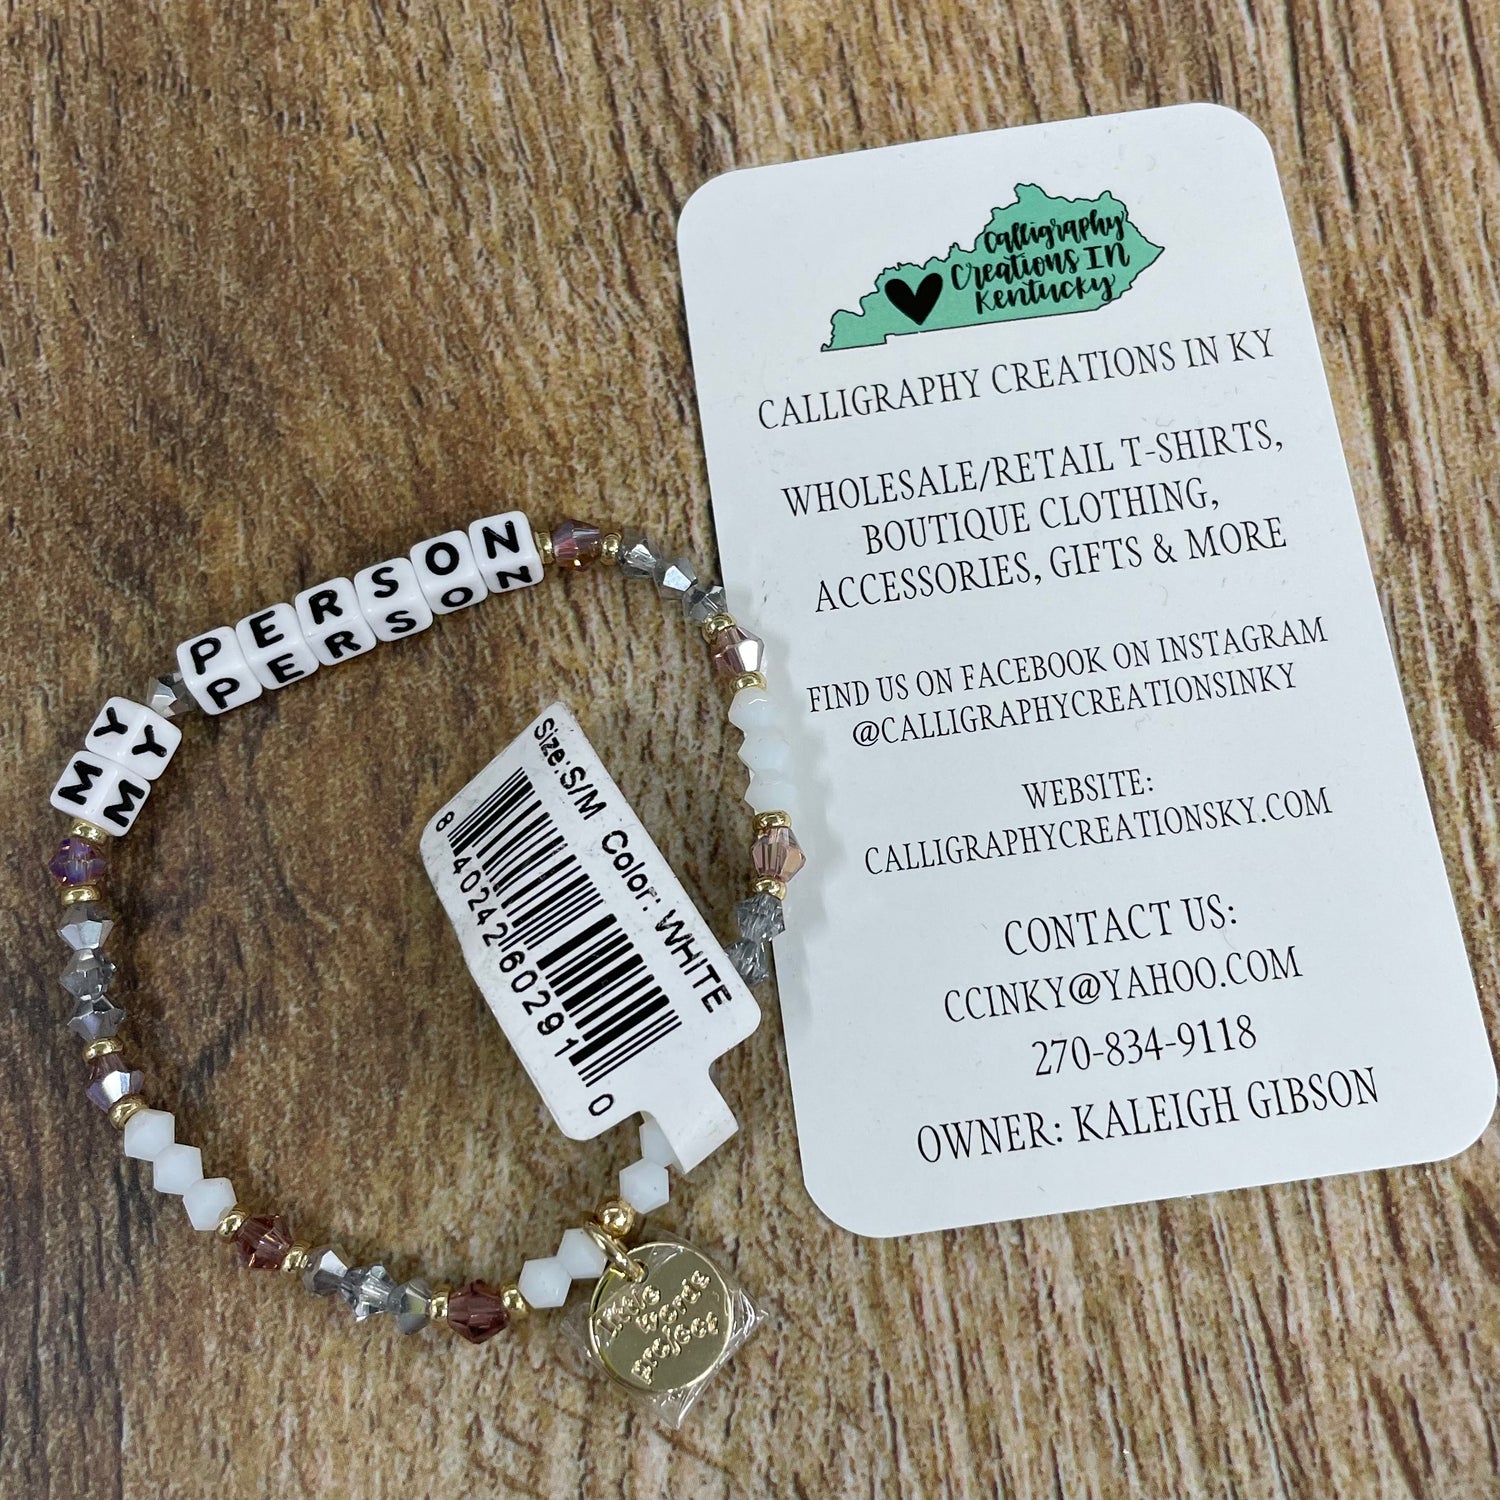 MY PERSON
MY PERSON
Size:S/M Color: WHITE
8 40242 60291 0
little
words
project
Calligraphy
Creations IN
Kentucky
CALLIGRAPHY CREATIONS IN KY
WHOLESALE/RETAIL T-SHIRTS,
BOUTIQUE CLOTHING,
ACCESSORIES, GIFTS & MORE
FIND US ON FACEBOOK ON INSTAGRAM
@CALLIGRAPHYCREATIONSINKY
WEBSITE:
CALLIGRAPHYCREATIONSKY.COM
CONTACT US:
CCINKY@YAHOO.COM
270-834-9118
OWNER: KALEIGH GIBSON